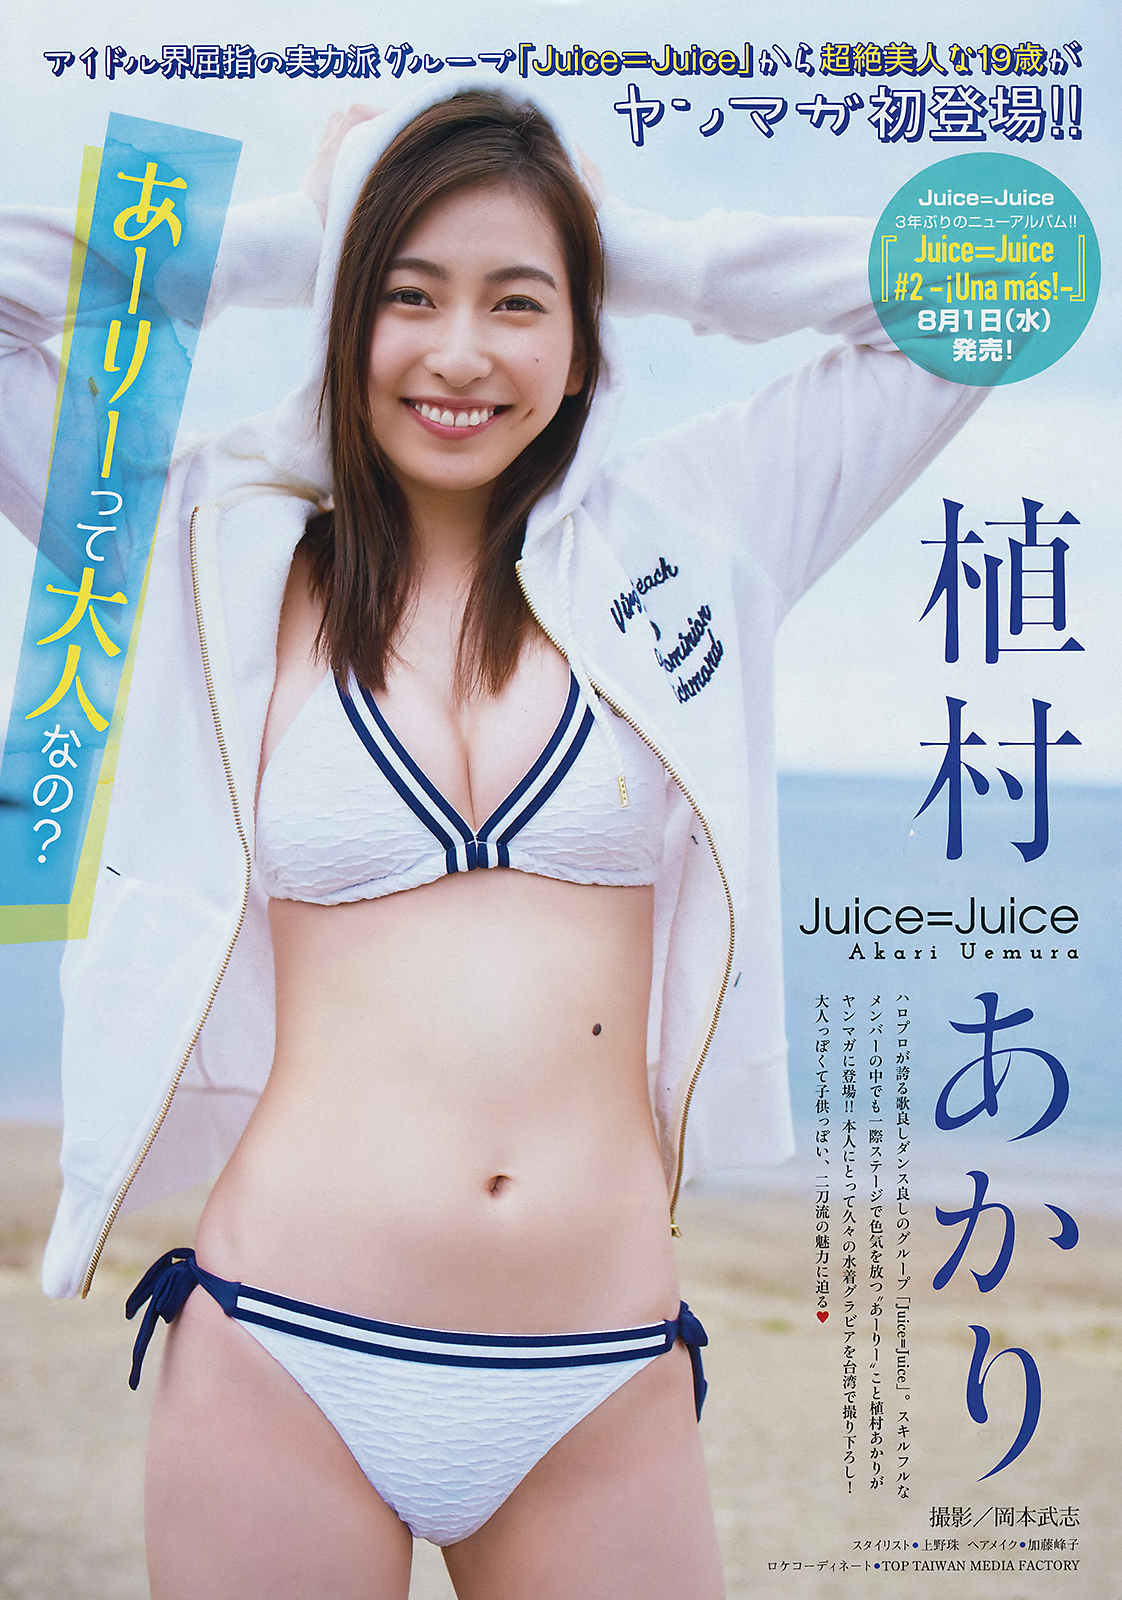 アイドル界屈指の実力派グループ「Juice=Juice」から超絶美人な19歳が
ヤンマガ初登場!!
あーりーって大人なの?
Juice=Juice
3年ぶりのニューアルバム!!
『Juice=Juice
#2 -¡Una más!-』
8月1日(水)
発売!
植村あかり
Juice=Juice
Akari Uemura
ハロプロが誇る歌良しダンス良しのグループ「Juice=Juice」。スキルフルな
メンバーの中でも一際ステージで色気を放つ"あーりー"こと植村あかりが
ヤンマガに登場!! 本人にとって久々の水着グラビアを台湾で撮り下ろし!
大人っぽくて子供っぽい、二刀流の魅力に迫る♥
撮影/岡本武志
スタイリスト●上野珠 ヘアメイク●加藤峰子
ロケコーディネート●TOP TAIWAN MEDIA FACTORY